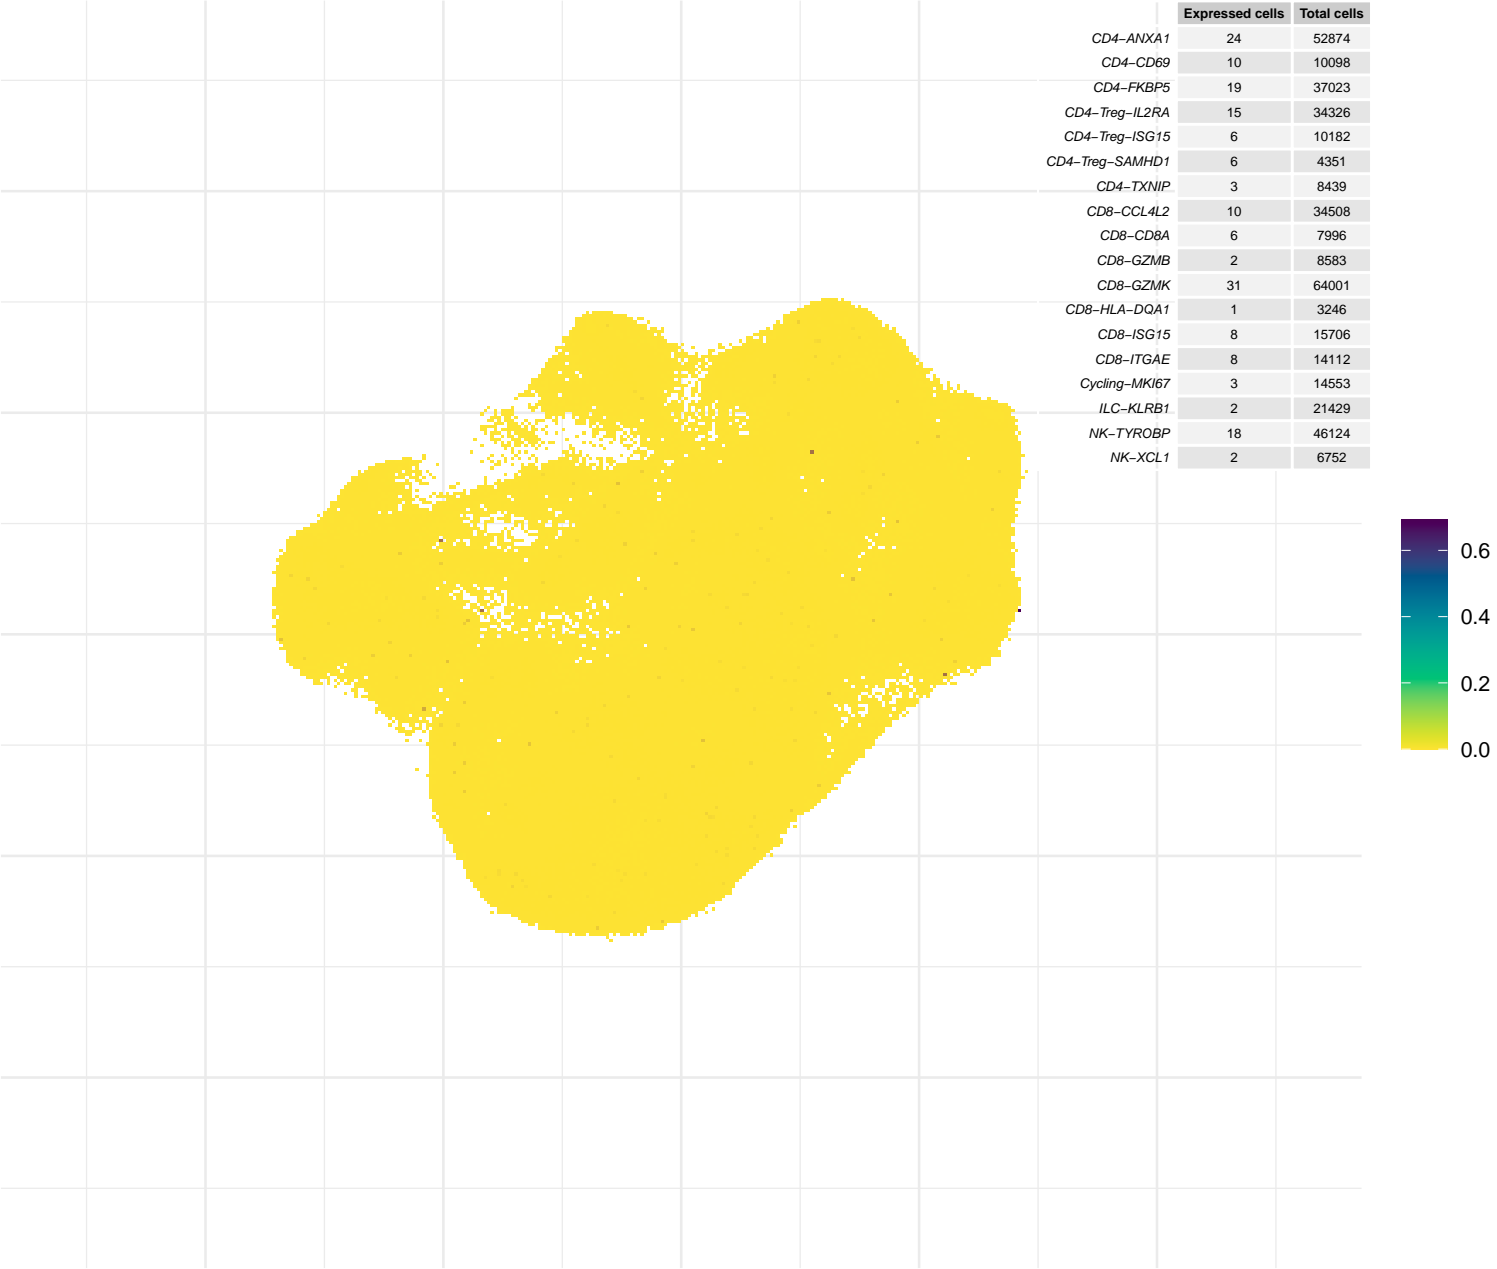 Expressed cells Total cells
CD4−ANXA1 24 52874
CD4−CD69 10 10098
CD4−FKBP5 19 37023
CD4−Treg−IL2RA 15 34326
CD4−Treg−ISG15 6 10182
CD4−Treg−SAMHD1 6 4351
CD4−TXNIP 3 8439
CD8−CCL4L2 10 34508
CD8−CD8A 6 7996
CD8−GZMB 2 8583
CD8−GZMK 31 64001
CD8−HLA−DQA1 1 3246
CD8−ISG15 8 15706
CD8−ITGAE 8 14112
Cycling−MKI67 3 14553
ILC−KLRB1 2 21429
NK−TYROBP 18 46124
NK−XCL1 2 6752
0.6
0.4
0.2
0.0